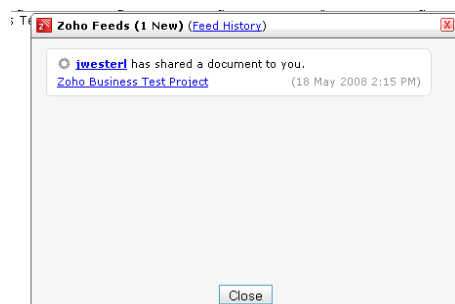 Zoho Feeds (1 New) (Feed History)
jwesterl has shared a document to you.
Zoho Business Test Project (18 May 2008 2:15 PM)
Close